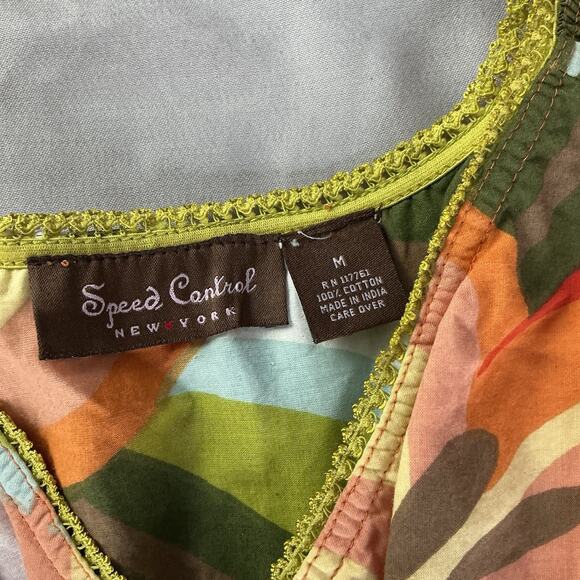 Speed Control
NEW YORK
M
RN 117761
100% COTTON
MADE IN INDIA
CARE OVER